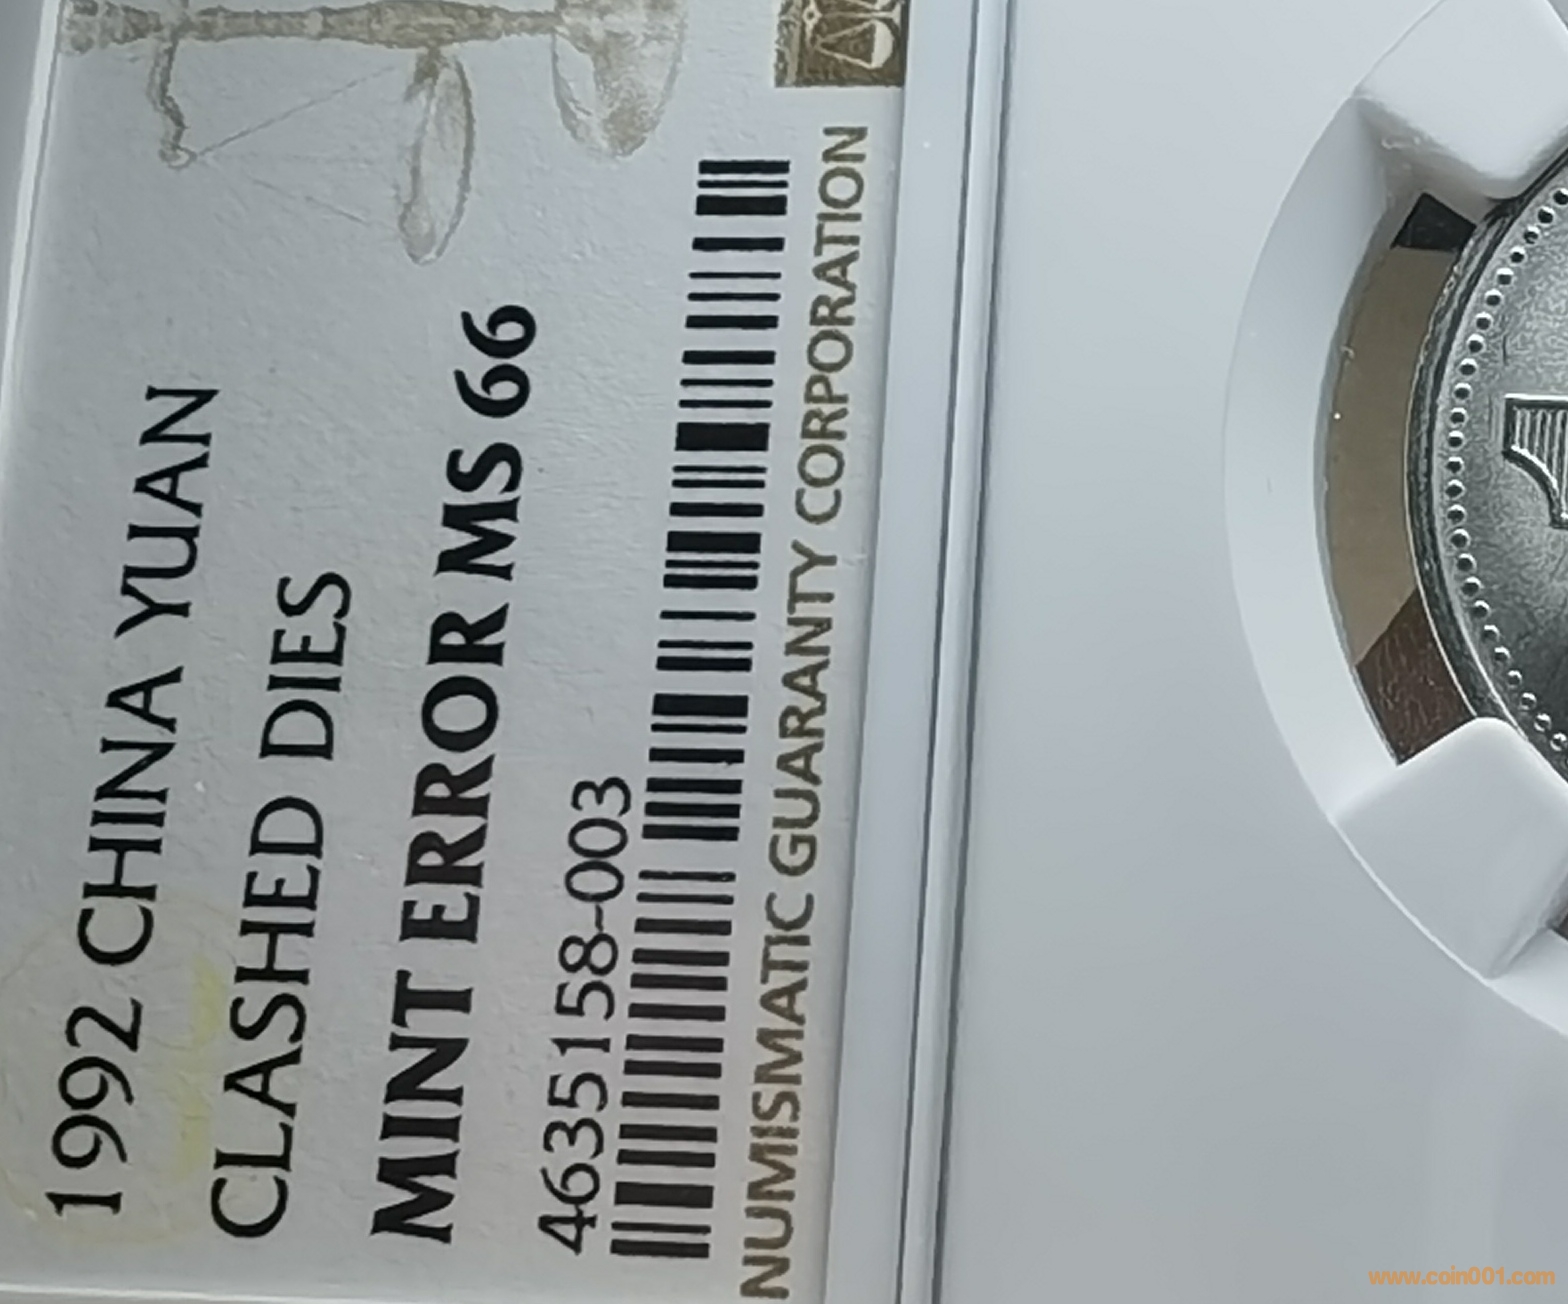 1992 CHINA YUAN
CLASHED DIES
MINT ERROR MS 66
4635158-003
NUMISMATIC GUARANTY CORPORATION
www.coin001.com